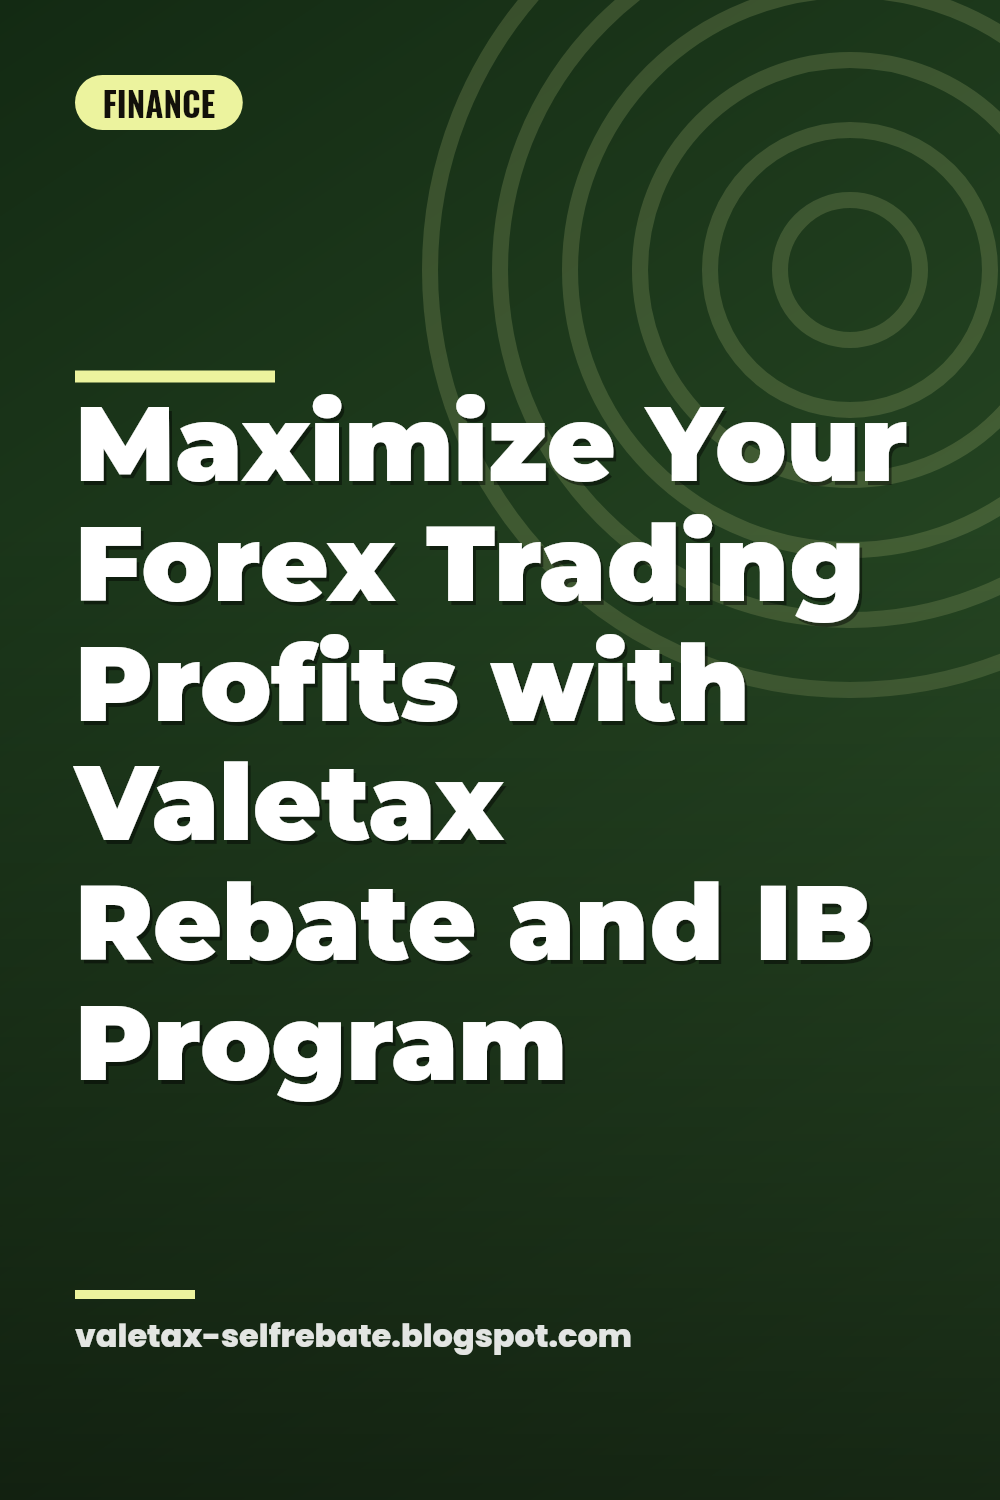 FINANCE
Maximize Your
Forex Trading
Profits with
Valetax
Rebate and IB
Program
valetax-selfrebate.blogspot.com